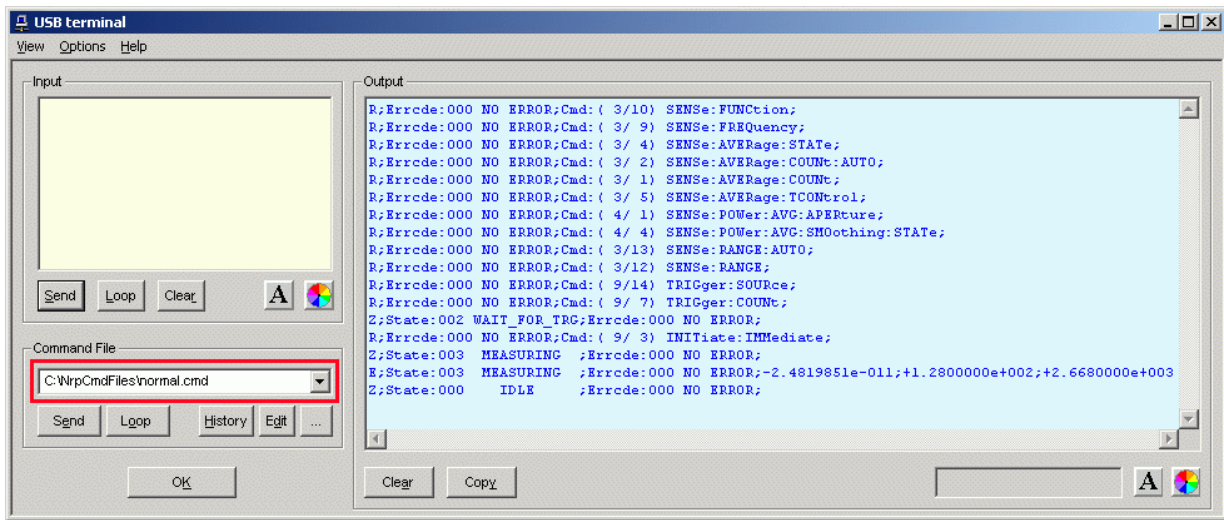 USB terminal
View Options Help
Input
Send Loop Clear A
Command File
C:\NrpCmdFiles\normal.cmd
Send Loop History Edit ...
OK
Output
R;Errcde:000 NO ERROR;Cmd:( 3/10) SENSe:FUNCtion;
R;Errcde:000 NO ERROR;Cmd:( 3/ 9) SENSe:FREQuency;
R;Errcde:000 NO ERROR;Cmd:( 3/ 4) SENSe:AVERage:STATe;
R;Errcde:000 NO ERROR;Cmd:( 3/ 2) SENSe:AVERage:COUNt:AUTO;
R;Errcde:000 NO ERROR;Cmd:( 3/ 1) SENSe:AVERage:COUNt;
R;Errcde:000 NO ERROR;Cmd:( 3/ 5) SENSe:AVERage:TCONtrol;
R;Errcde:000 NO ERROR;Cmd:( 4/ 1) SENSe:POWer:AVG:APERture;
R;Errcde:000 NO ERROR;Cmd:( 4/ 4) SENSe:POWer:AVG:SMOothing:STATe;
R;Errcde:000 NO ERROR;Cmd:( 3/13) SENSe:RANGE:AUTO;
R;Errcde:000 NO ERROR;Cmd:( 3/12) SENSe:RANGE;
R;Errcde:000 NO ERROR;Cmd:( 9/14) TRIGger:SOURce;
R;Errcde:000 NO ERROR;Cmd:( 9/ 7) TRIGger:COUNt;
Z;State:002 WAIT_FOR_TRG;Errcde:000 NO ERROR;
R;Errcde:000 NO ERROR;Cmd:( 9/ 3) INITiate:IMMediate;
Z;State:003 MEASURING ;Errcde:000 NO ERROR;
E;State:003 MEASURING ;Errcde:000 NO ERROR;-2.4819851e-011;+1.2800000e+002;+2.6680000e+003
Z;State:000 IDLE ;Errcde:000 NO ERROR;
Clear Copy A